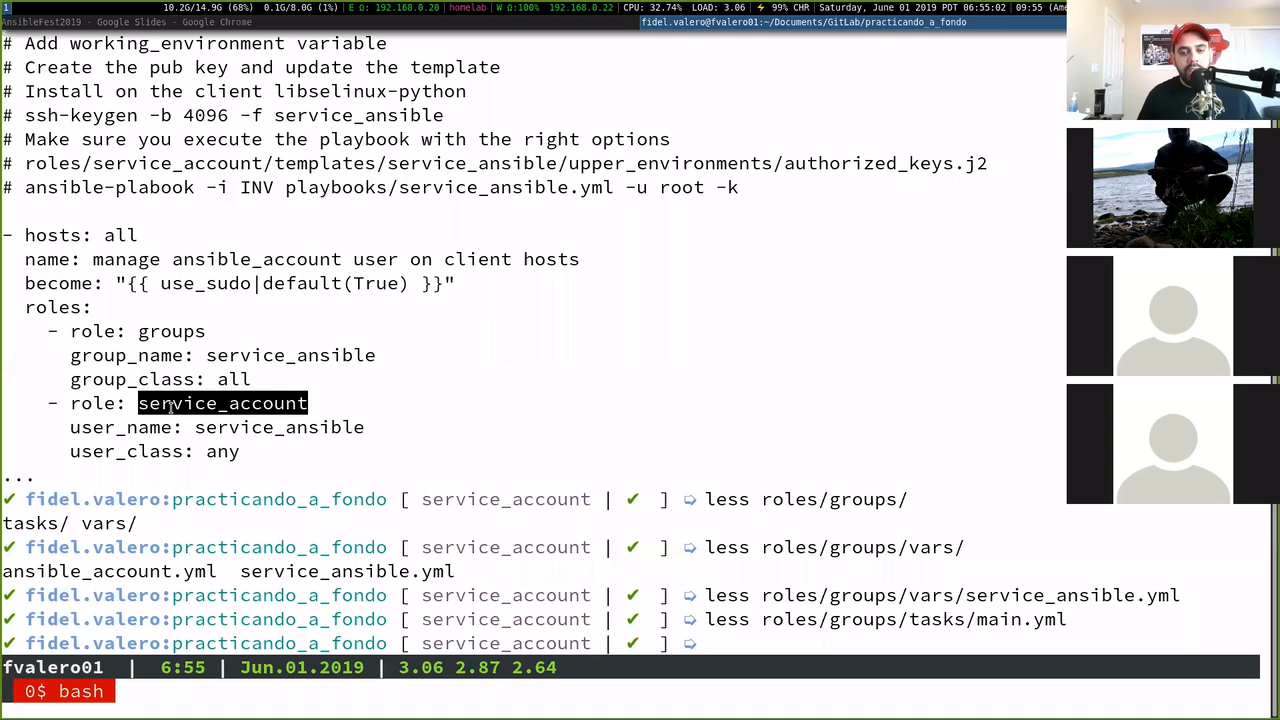 1 10.2G/14.9G (68%) 0.1G/8.0G (1%) E Ω: 192.168.0.20 homelab W Ω:100% 192.168.0.22 CPU: 32.74% LOAD: 3.06 ⚡ 99% CHR Saturday, June 01 2019 PDT 06:55:02 09:55 (Ame
AnsibleFest2019 - Google Slides - Google Chrome
fidel.valero@fvalero01:~/Documents/GitLab/practicando_a_fondo
# Add working_environment variable
# Create the pub key and update the template
# Install on the client libselinux-python
# ssh-keygen -b 4096 -f service_ansible
# Make sure you execute the playbook with the right options
# roles/service_account/templates/service_ansible/upper_environments/authorized_keys.j2
# ansible-plabook -i INV playbooks/service_ansible.yml -u root -k
- hosts: all
name: manage ansible_account user on client hosts
become: "{{ use_sudo|default(True) }}"
roles:
- role: groups
group_name: service_ansible
group_class: all
- role: service_account
user_name: service_ansible
user_class: any
...
✔ fidel.valero:practicando_a_fondo [ service_account | ✔ ] ➩ less roles/groups/
tasks/ vars/
✔ fidel.valero:practicando_a_fondo [ service_account | ✔ ] ➩ less roles/groups/vars/
ansible_account.yml service_ansible.yml
✔ fidel.valero:practicando_a_fondo [ service_account | ✔ ] ➩ less roles/groups/vars/service_ansible.yml
✔ fidel.valero:practicando_a_fondo [ service_account | ✔ ] ➩ less roles/groups/tasks/main.yml
✔ fidel.valero:practicando_a_fondo [ service_account | ✔ ] ➩
fvalero01 | 6:55 | Jun.01.2019 | 3.06 2.87 2.64
0$ bash